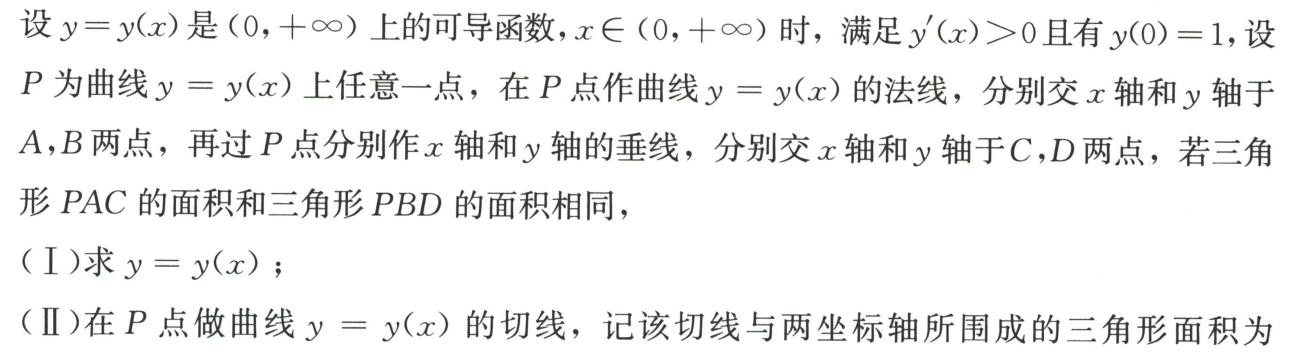 设 y=y(x) 是 (0,+∞) 上的可导函数,x∈(0,+∞) 时，满足 y′(x)>0 且有 y(0)=1,设
P 为曲线 y = y(x) 上任意一点，在 P 点作曲线 y = y(x) 的法线，分别交 x 轴和 y 轴于
A,B 两点，再过 P 点分别作 x 轴和 y 轴的垂线，分别交 x 轴和 y 轴于 C,D 两点，若三角
形 PAC 的面积和三角形 PBD 的面积相同，
(Ⅰ)求 y = y(x)；
(Ⅱ)在 P 点做曲线 y = y(x) 的切线，记该切线与两坐标轴所围成的三角形面积为